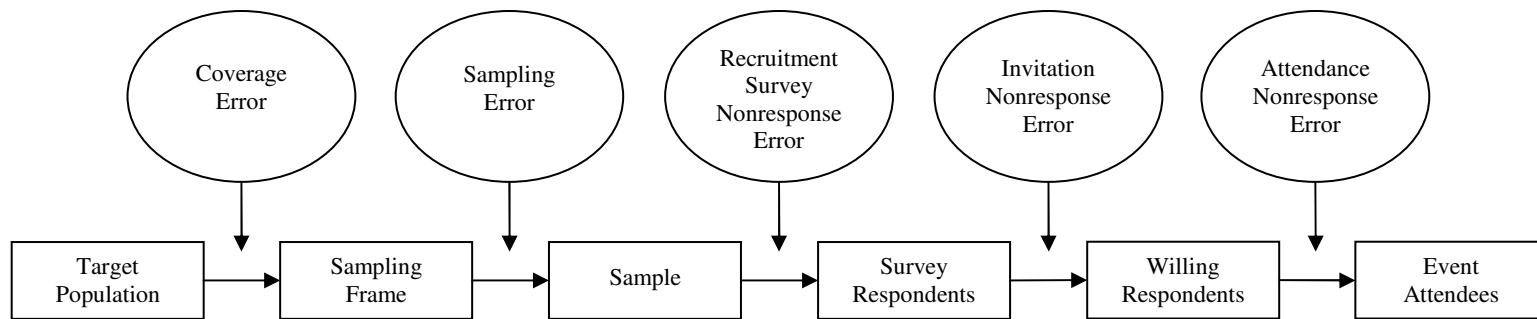 Coverage
Error
Sampling
Error
Recruitment
Survey
Nonresponse
Error
Invitation
Nonresponse
Error
Attendance
Nonresponse
Error
Target
Population
Sampling
Frame
Sample
Survey
Respondents
Willing
Respondents
Event
Attendees